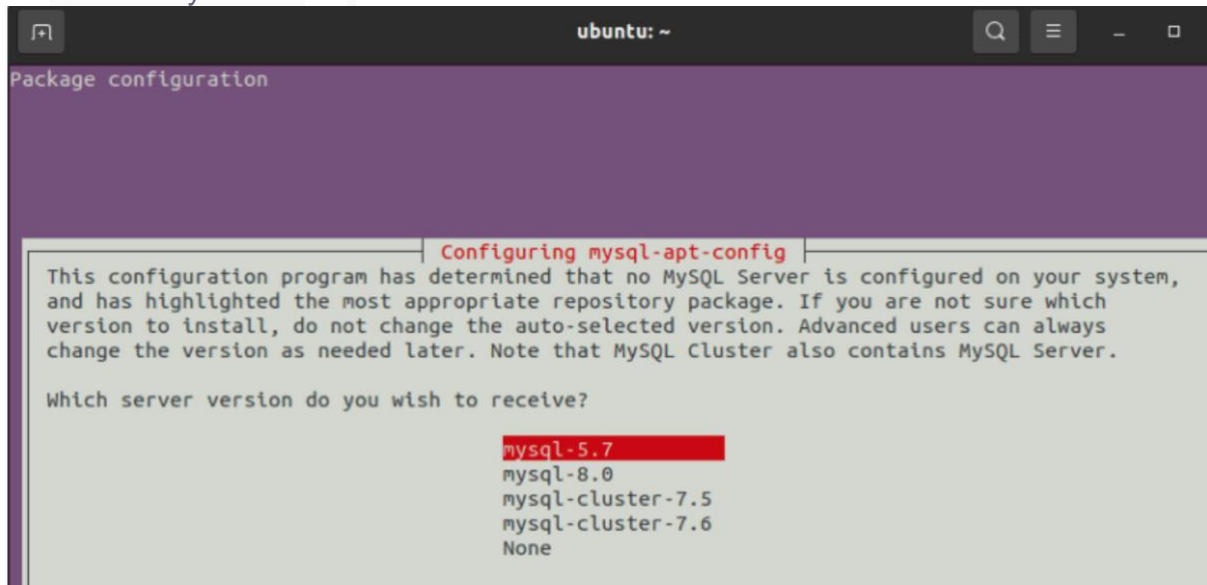 ubuntu: ~
Package configuration
Configuring mysql-apt-config
This configuration program has determined that no MySQL Server is configured on your system,
and has highlighted the most appropriate repository package. If you are not sure which
version to install, do not change the auto-selected version. Advanced users can always
change the version as needed later. Note that MySQL Cluster also contains MySQL Server.
Which server version do you wish to receive?
mysql-5.7
mysql-8.0
mysql-cluster-7.5
mysql-cluster-7.6
None